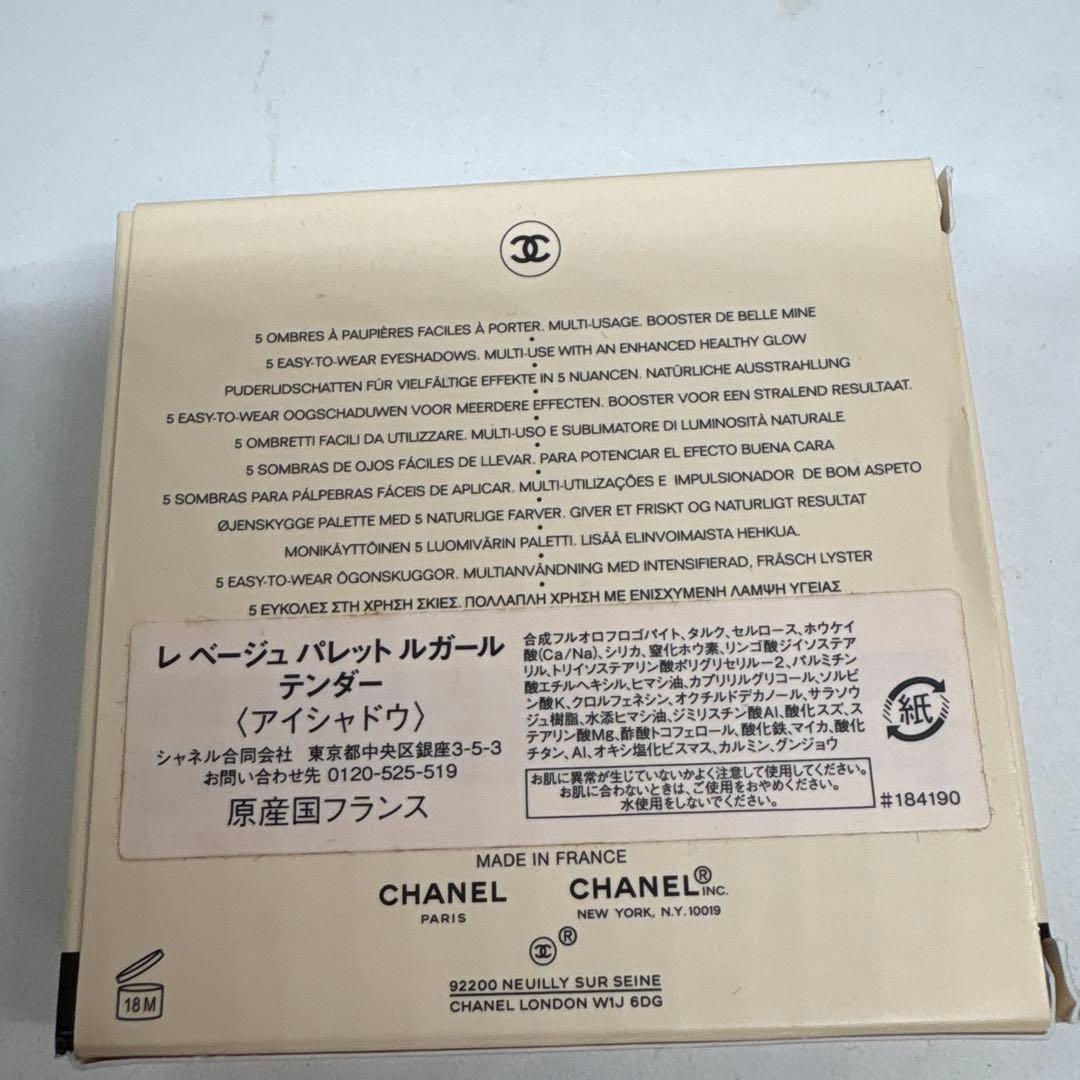 5 OMBRES À PAUPIÈRES FACILES À PORTER. MULTI-USAGE. BOOSTER DE BELLE MINE
5 EASY-TO-WEAR EYESHADOWS. MULTI-USE WITH AN ENHANCED HEALTHY GLOW
PUDERLIDSCHATTEN FÜR VIELFÄLTIGE EFFEKTE IN 5 NUANCEN. NATÜRLICHE AUSSTRAHLUNG
5 EASY-TO-WEAR OOGSCHADUWEN VOOR MEERDERE EFFECTEN. BOOSTER VOOR EEN STRALEND RESULTAAT.
5 OMBRETTI FACILI DA UTILIZZARE. MULTI-USO E SUBLIMATORE DI LUMINOSITÀ NATURALE
5 SOMBRAS DE OJOS FÁCILES DE LLEVAR. PARA POTENCIAR EL EFECTO BUENA CARA
5 SOMBRAS PARA PÁLPEBRAS FÁCEIS DE APLICAR. MULTI-UTILIZAÇÕES E IMPULSIONADOR DE BOM ASPETO
ØJENSKYGGE PALETTE MED 5 NATURLIGE FARVER. GIVER ET FRISKT OG NATURLIGT RESULTAT
MONIKÄYTTÖINEN 5 LUOMIVÄRIN PALETTI. LISÄÄ ELINVOIMAISTA HEHKUA.
5 EASY-TO-WEAR ÖGONSKUGGOR. MULTIANVÄNDNING MED INTENSIFIERAD, FRÄSCH LYSTER
5 ΕΥΚΟΛΕΣ ΣΤΗ ΧΡΗΣΗ ΣΚΙΕΣ. ΠΟΛΛΑΠΛΗ ΧΡΗΣΗ ΜΕ ΕΝΙΣΧΥΜΕΝΗ ΛΑΜΨΗ ΥΓΕΙΑΣ
レ ベージュ パレット ルガール
テンダー
〈アイシャドウ〉
シャネル合同会社 東京都中央区銀座3-5-3
お問い合わせ先 0120-525-519
原産国フランス
合成フルオロフロゴパイト、タルク、セルロース、ホウケイ
酸(Ca/Na)、シリカ、窒化ホウ素、リンゴ酸ジイソステア
リル、トリイソステアリン酸ポリグリセリル-2、パルミチン
酸エチルヘキシル、ヒマシ油、カプリリルグリコール、ソルビ
ン酸K、クロルフェネシン、オクチルドデカノール、サラソウ
ジュ樹脂、水添ヒマシ油、ジミリスチン酸Al、酸化スズ、ス
テアリン酸Mg、酢酸トコフェロール、酸化鉄、マイカ、酸化
チタン、Al、オキシ塩化ビスマス、カルミン、グンジョウ
お肌に異常が生じていないかよく注意して使用してください。
お肌に合わないときは、ご使用をおやめください。
水使用をしないでください。
紙
#184190
MADE IN FRANCE
CHANEL
PARIS
CHANEL® INC.
NEW YORK, N.Y. 10019
®
92200 NEUILLY SUR SEINE
CHANEL LONDON W1J 6DG
18 M